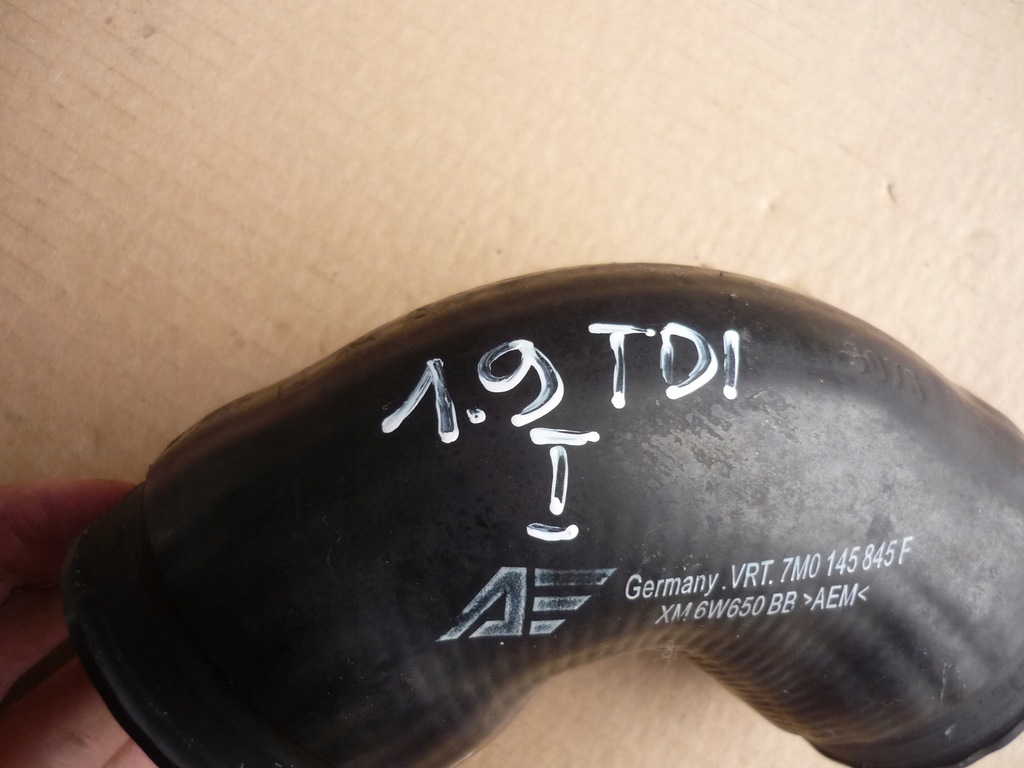 1.9 TDI
I
AE
Germany . VRT. 7M0 145 845 F
XM 6W650 BB >AEM<